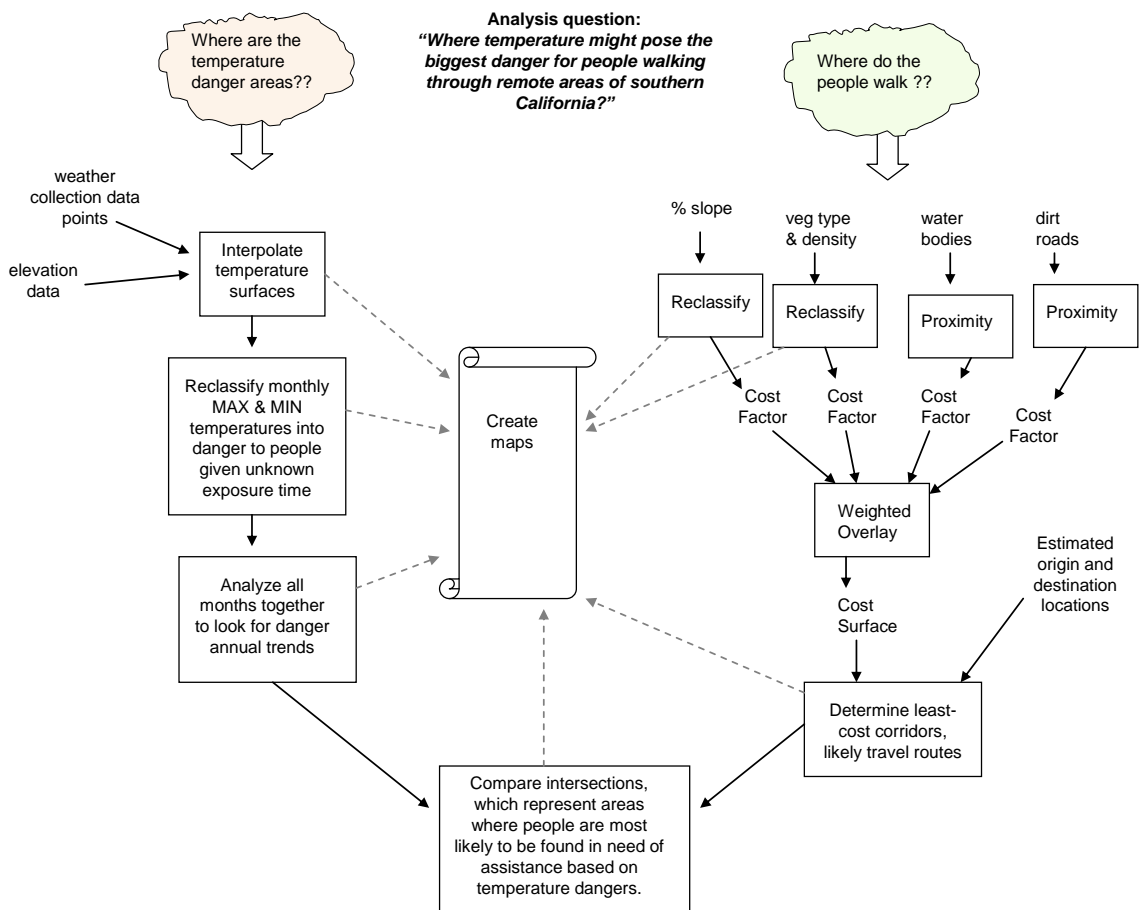 Analysis question:
“Where temperature might pose the
biggest danger for people walking
through remote areas of southern
California?”
Where are the
temperature
danger areas??
Where do the
people walk ??
weather
collection data
points
elevation
data
Interpolate
temperature
surfaces
Reclassify monthly
MAX & MIN
temperatures into
danger to people
given unknown
exposure time
Analyze all
months together
to look for danger
annual trends
Create
maps
% slope
veg type
& density
water
bodies
dirt
roads
Reclassify
Reclassify
Proximity
Proximity
Cost
Factor
Cost
Factor
Cost
Factor
Cost
Factor
Weighted
Overlay
Cost
Surface
Estimated
origin and
destination
locations
Determine least-
cost corridors,
likely travel routes
Compare intersections,
which represent areas
where people are most
likely to be found in need of
assistance based on
temperature dangers.